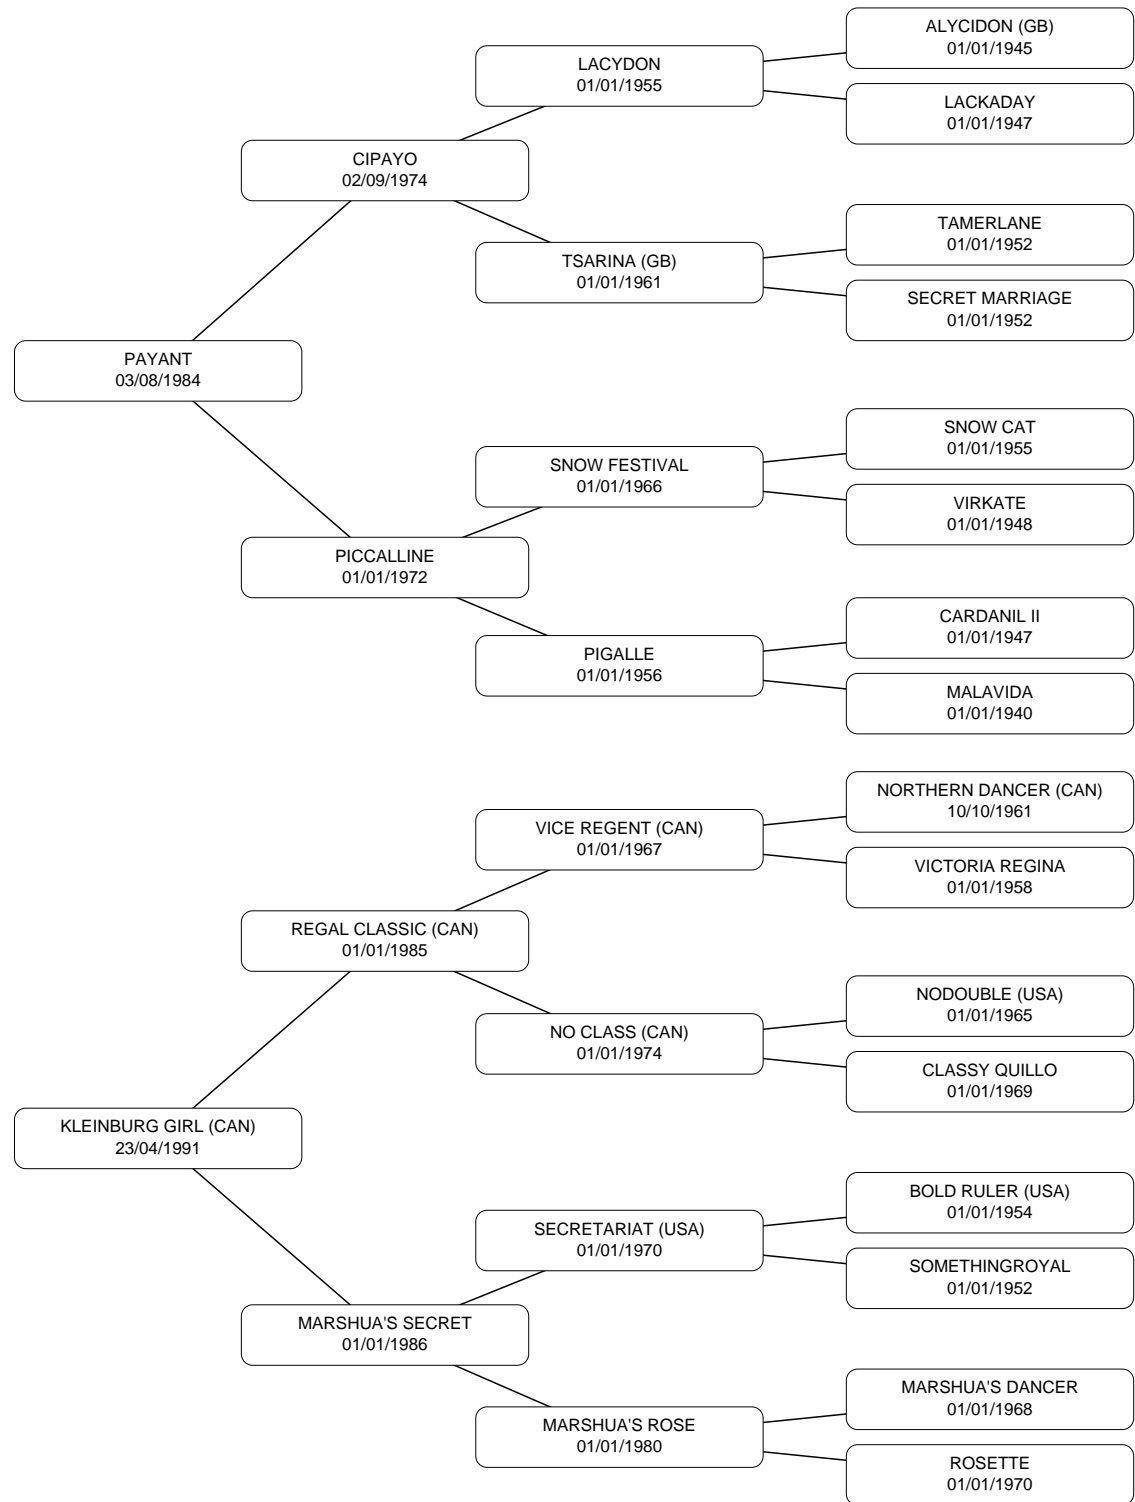 ALYCIDON (GB)
01/01/1945
LACYDON
01/01/1955
LACKADAY
01/01/1947
CIPAYO
02/09/1974
TAMERLANE
01/01/1952
TSARINA (GB)
01/01/1961
SECRET MARRIAGE
01/01/1952
PAYANT
03/08/1984
SNOW CAT
01/01/1955
SNOW FESTIVAL
01/01/1966
VIRKATE
01/01/1948
PICCALLINE
01/01/1972
CARDANIL II
01/01/1947
PIGALLE
01/01/1956
MALAVIDA
01/01/1940
NORTHERN DANCER (CAN)
10/10/1961
VICE REGENT (CAN)
01/01/1967
VICTORIA REGINA
01/01/1958
REGAL CLASSIC (CAN)
01/01/1985
NODOUBLE (USA)
01/01/1965
NO CLASS (CAN)
01/01/1974
CLASSY QUILLO
01/01/1969
KLEINBURG GIRL (CAN)
23/04/1991
BOLD RULER (USA)
01/01/1954
SECRETARIAT (USA)
01/01/1970
SOMETHINGROYAL
01/01/1952
MARSHUA'S SECRET
01/01/1986
MARSHUA'S DANCER
01/01/1968
MARSHUA'S ROSE
01/01/1980
ROSETTE
01/01/1970